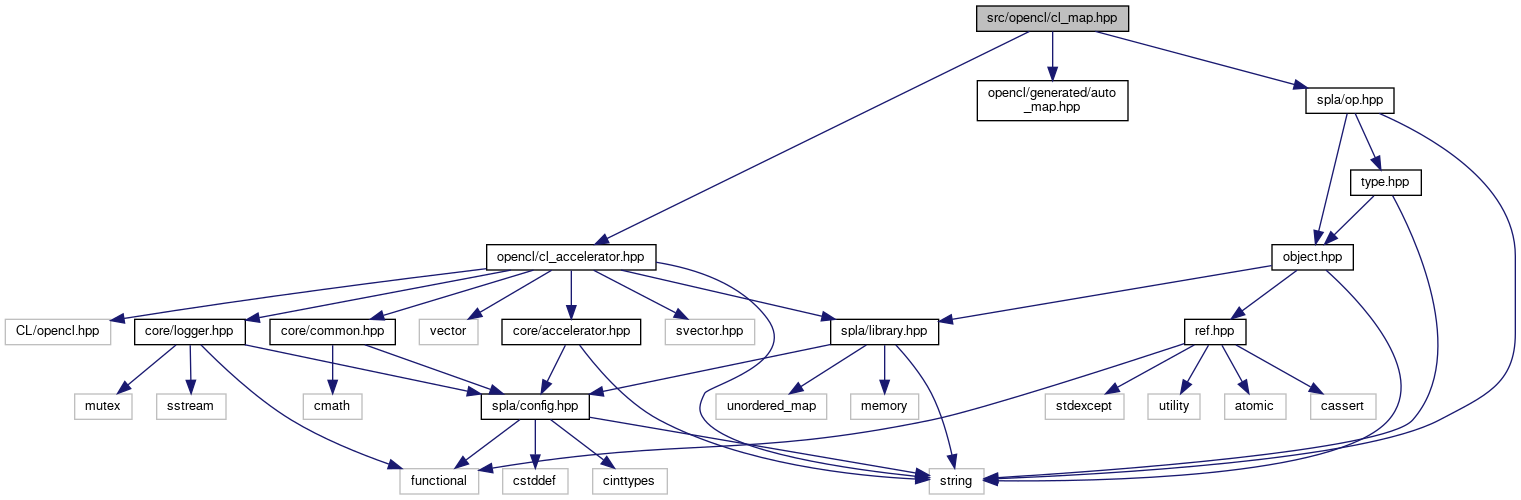 src/opencl/cl_map.hpp
opencl/generated/auto
_map.hpp
spla/op.hpp
type.hpp
opencl/cl_accelerator.hpp
object.hpp
CL/opencl.hpp
core/logger.hpp
core/common.hpp
vector
core/accelerator.hpp
svector.hpp
spla/library.hpp
ref.hpp
mutex
sstream
cmath
spla/config.hpp
unordered_map
memory
stdexcept
utility
atomic
cassert
functional
cstddef
cinttypes
string